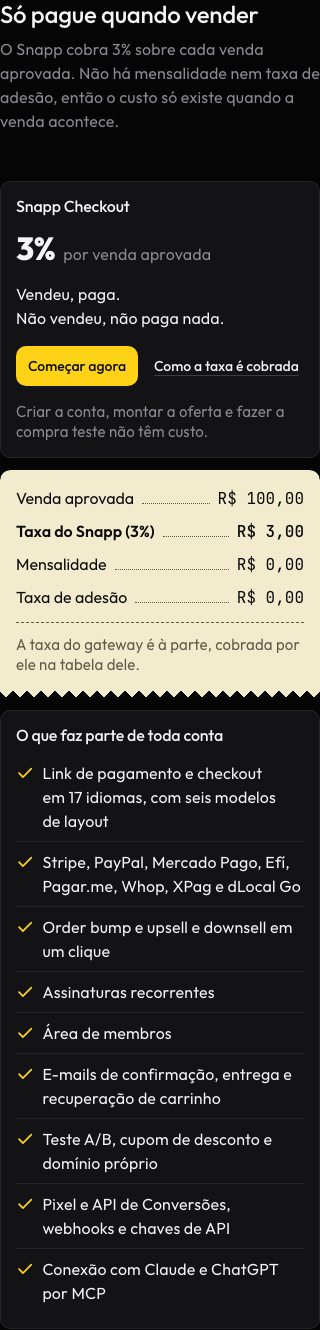 Só pague quando vender
O Snapp cobra 3% sobre cada venda
aprovada. Não há mensalidade nem taxa de
adesão, então o custo só existe quando a
venda acontece.
Snapp Checkout
3% por venda aprovada
Vendeu, paga.
Não vendeu, não paga nada.
Começar agora Como a taxa é cobrada
Criar a conta, montar a oferta e fazer a
compra teste não têm custo.
Venda aprovada R$ 100,00
Taxa do Snapp (3%) R$ 3,00
Mensalidade R$ 0,00
Taxa de adesão R$ 0,00
A taxa do gateway é à parte, cobrada por
ele na tabela dele.
O que faz parte de toda conta
Link de pagamento e checkout
em 17 idiomas, com seis modelos
de layout
Stripe, PayPal, Mercado Pago, Efí,
Pagar.me, Whop, XPag e dLocal Go
Order bump e upsell e downsell em
um clique
Assinaturas recorrentes
Área de membros
E-mails de confirmação, entrega e
recuperação de carrinho
Teste A/B, cupom de desconto e
domínio próprio
Pixel e API de Conversões,
webhooks e chaves de API
Conexão com Claude e ChatGPT
por MCP